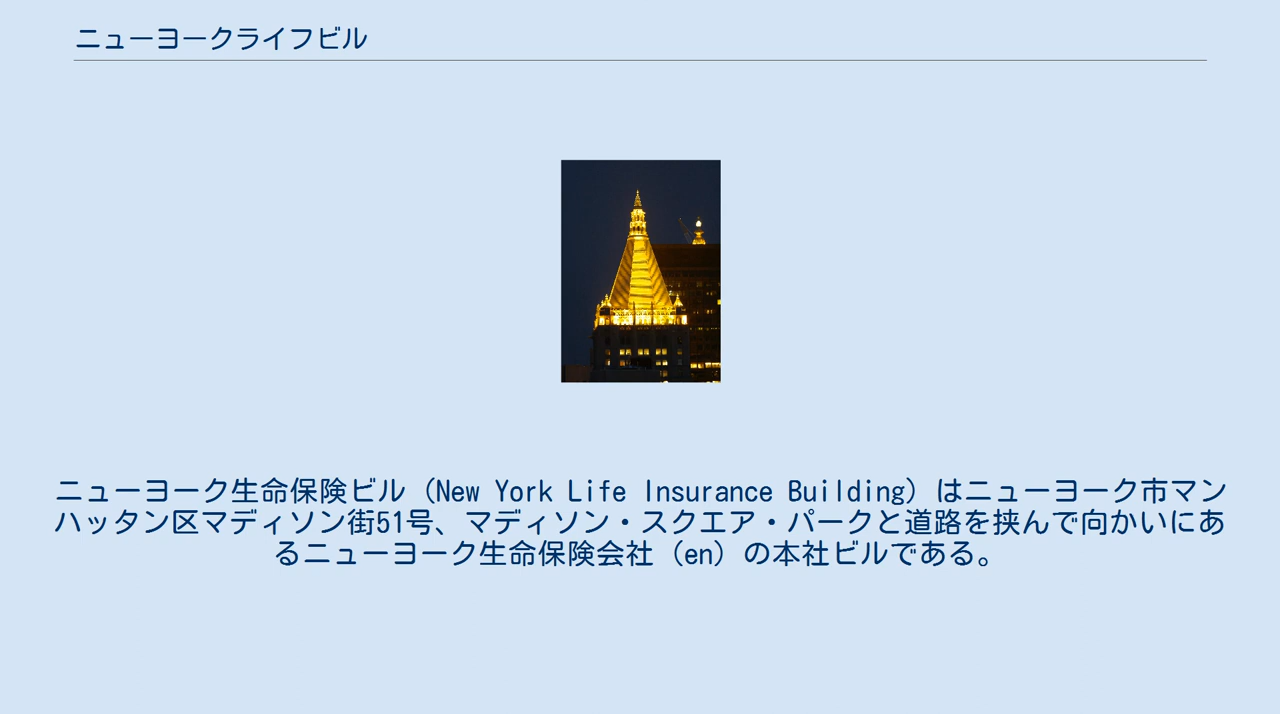 ニューヨークライフビル
ニューヨーク生命保険ビル（New York Life Insurance Building）はニューヨーク市マン
ハッタン区マディソン街51号、マディソン・スクエア・パークと道路を挟んで向かいにあ
るニューヨーク生命保険会社（en）の本社ビルである。